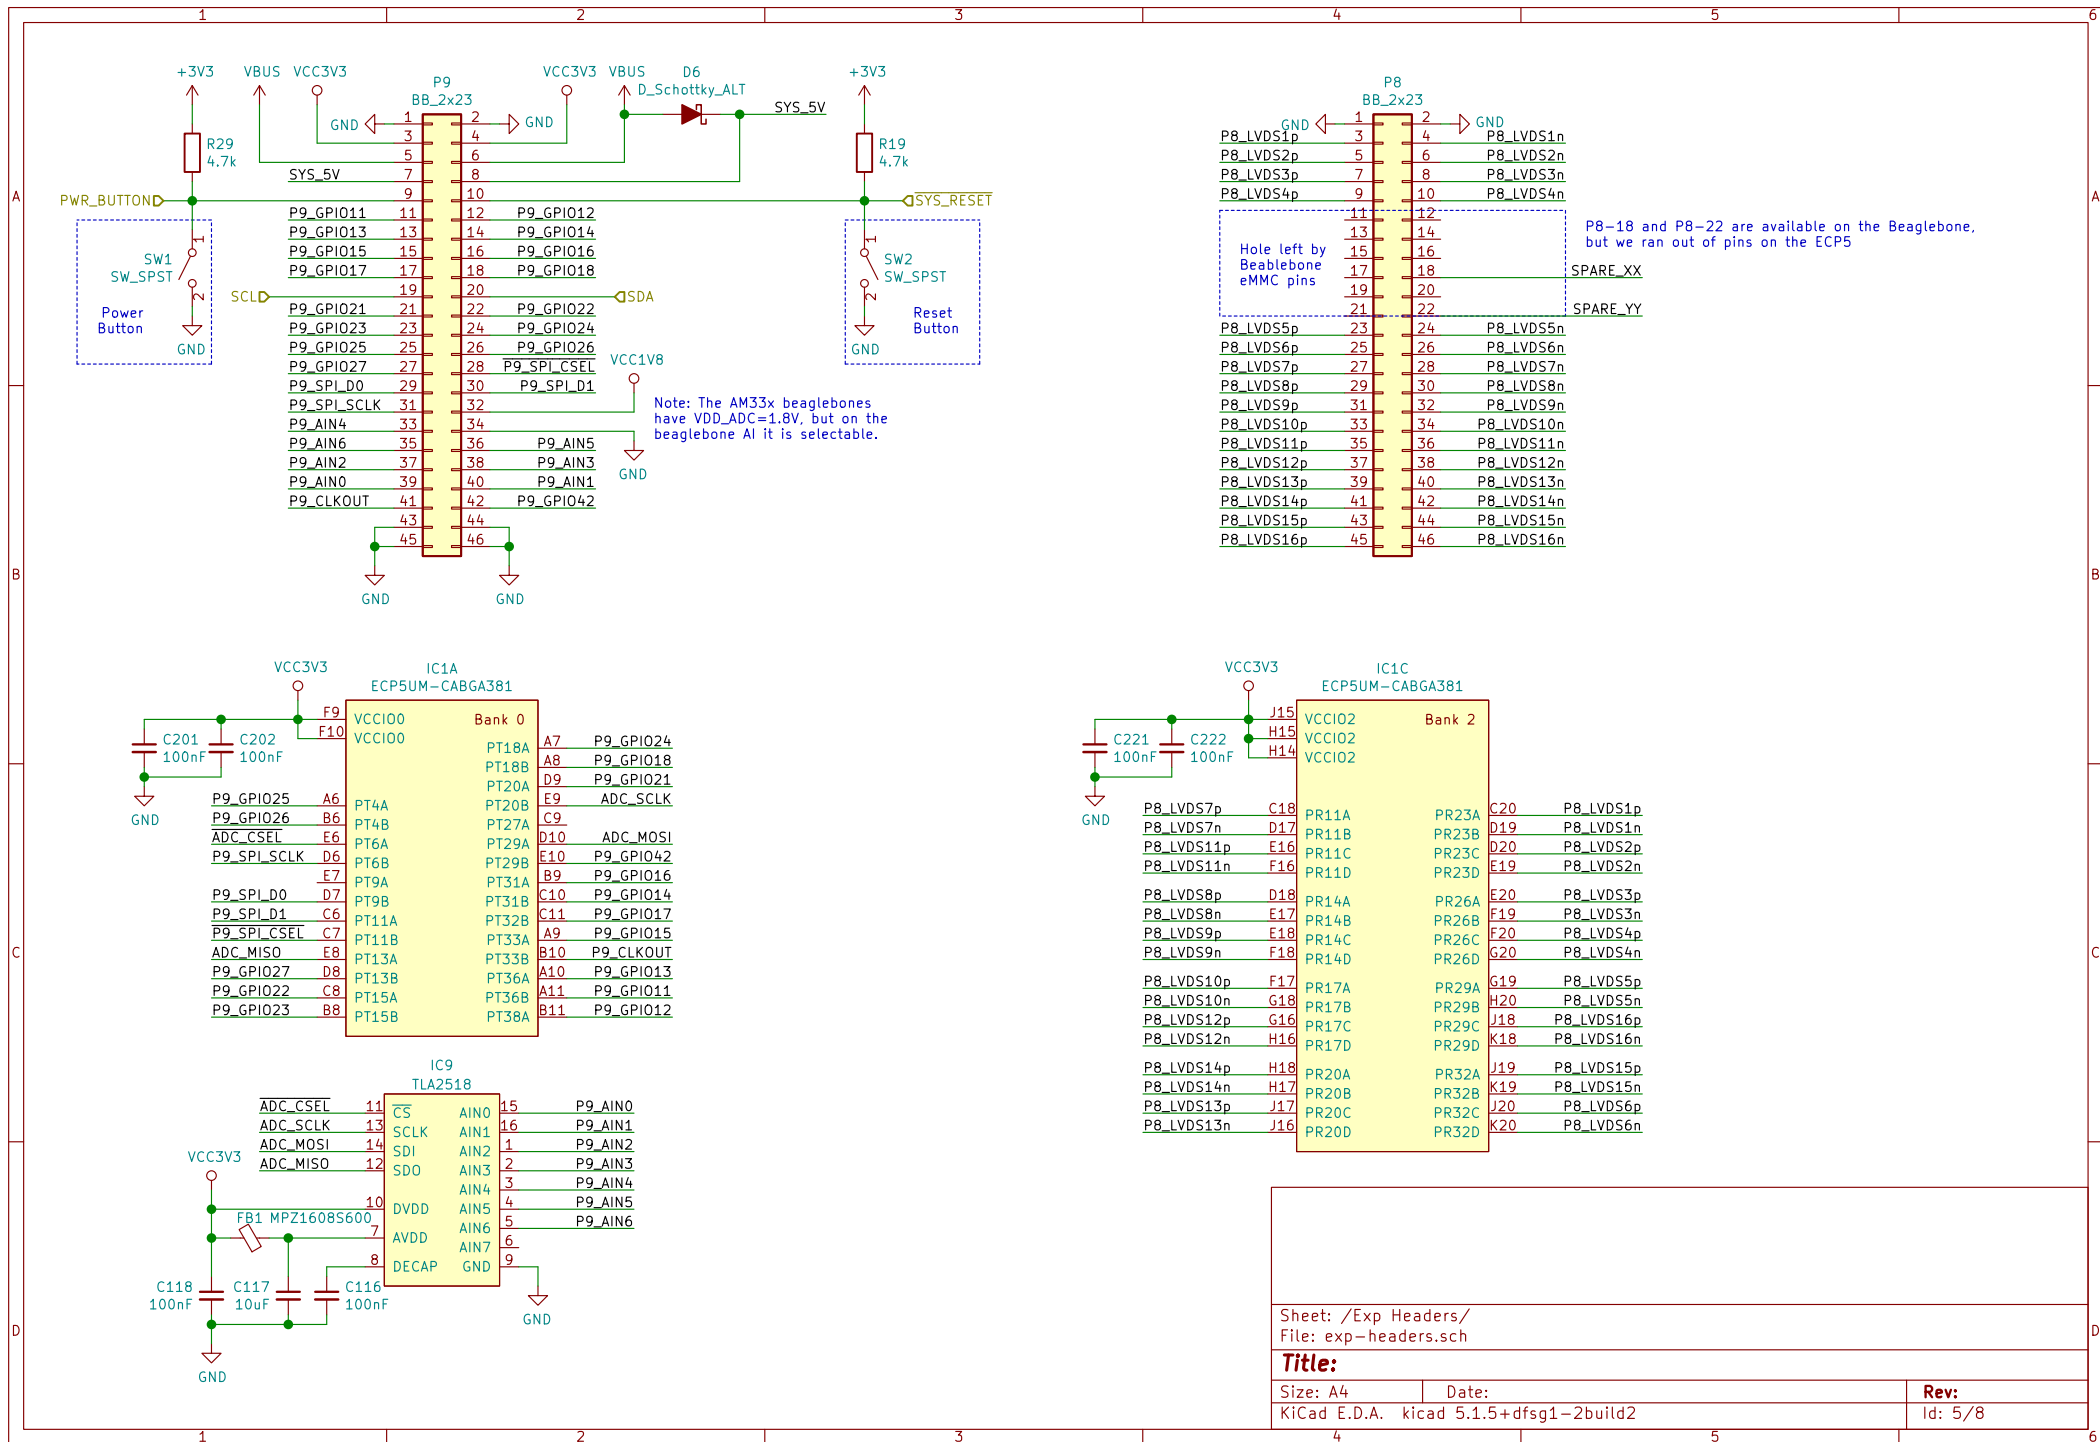 1 2 3 4 5 6
+3V3 VBUS VCC3V3 VCC3V3 VBUS D6 +3V3
D_Schottky_ALT
SYS_5V
P9
BB_2x23
GND 1 2 GND
3 4
5 6
SYS_5V 7 8
PWR_BUTTON 9 10 SYS_RESET
R29
4.7k
R19
4.7k
P9_GPIO11 11 12 P9_GPIO12
P9_GPIO13 13 14 P9_GPIO14
P9_GPIO15 15 16 P9_GPIO16
P9_GPIO17 17 18 P9_GPIO18
SCL 19 20 SDA
P9_GPIO21 21 22 P9_GPIO22
P9_GPIO23 23 24 P9_GPIO24
P9_GPIO25 25 26 P9_GPIO26
P9_GPIO27 27 28 P9_SPI_CSEL
P9_SPI_D0 29 30 P9_SPI_D1
P9_SPI_SCLK 31 32
P9_AIN4 33 34
P9_AIN6 35 36 P9_AIN5
P9_AIN2 37 38 P9_AIN3
P9_AIN0 39 40 P9_AIN1
P9_CLKOUT 41 42 P9_GPIO42
43 44
45 46
GND GND
1
SW1
SW_SPST
2
Power
Button
GND
1
SW2
SW_SPST
2
Reset
Button
GND
VCC1V8
Note: The AM33x beaglebones
have VDD_ADC=1.8V, but on the
beaglebone AI it is selectable.
GND
P8
BB_2x23
GND 1 2 GND
P8_LVDS1p 3 4 P8_LVDS1n
P8_LVDS2p 5 6 P8_LVDS2n
P8_LVDS3p 7 8 P8_LVDS3n
P8_LVDS4p 9 10 P8_LVDS4n
11 12
13 14
15 16
17 18 SPARE_XX
19 20
21 22 SPARE_YY
Hole left by
Beablebone
eMMC pins
P8-18 and P8-22 are available on the Beaglebone,
but we ran out of pins on the ECP5
P8_LVDS5p 23 24 P8_LVDS5n
P8_LVDS6p 25 26 P8_LVDS6n
P8_LVDS7p 27 28 P8_LVDS7n
P8_LVDS8p 29 30 P8_LVDS8n
P8_LVDS9p 31 32 P8_LVDS9n
P8_LVDS10p 33 34 P8_LVDS10n
P8_LVDS11p 35 36 P8_LVDS11n
P8_LVDS12p 37 38 P8_LVDS12n
P8_LVDS13p 39 40 P8_LVDS13n
P8_LVDS14p 41 42 P8_LVDS14n
P8_LVDS15p 43 44 P8_LVDS15n
P8_LVDS16p 45 46 P8_LVDS16n
A A
B B
C C
D D
VCC3V3
IC1A
ECP5UM-CABGA381
F9 VCCIO0 Bank 0
F10 VCCIO0
C201
100nF
C202
100nF
GND
PT18A A7 P9_GPIO24
PT18B A8 P9_GPIO18
PT20A D9 P9_GPIO21
P9_GPIO25 A6 PT4A PT20B E9 ADC_SCLK
P9_GPIO26 B6 PT4B PT27A C9
ADC_CSEL E6 PT6A PT29A D10 ADC_MOSI
P9_SPI_SCLK D6 PT6B PT29B E10 P9_GPIO42
E7 PT9A PT31A B9 P9_GPIO16
P9_SPI_D0 D7 PT9B PT31B C10 P9_GPIO14
P9_SPI_D1 C6 PT11A PT32B C11 P9_GPIO17
P9_SPI_CSEL C7 PT11B PT33A A9 P9_GPIO15
ADC_MISO E8 PT13A PT33B B10 P9_CLKOUT
P9_GPIO27 D8 PT13B PT36A A10 P9_GPIO13
P9_GPIO22 C8 PT15A PT36B A11 P9_GPIO11
P9_GPIO23 B8 PT15B PT38A B11 P9_GPIO12
IC9
TLA2518
ADC_CSEL 11 CS AIN0 15 P9_AIN0
ADC_SCLK 13 SCLK AIN1 16 P9_AIN1
ADC_MOSI 14 SDI AIN2 1 P9_AIN2
ADC_MISO 12 SDO AIN3 2 P9_AIN3
AIN4 3 P9_AIN4
10 DVDD AIN5 4 P9_AIN5
AIN6 5 P9_AIN6
7 AVDD AIN7 6
8 DECAP GND 9
VCC3V3
FB1 MPZ1608S600
C118
100nF
C117
10uF
C116
100nF
GND
GND
VCC3V3
IC1C
ECP5UM-CABGA381
J15 VCCIO2 Bank 2
H15 VCCIO2
H14 VCCIO2
C221
100nF
C222
100nF
GND
P8_LVDS7p C18 PR11A PR23A C20 P8_LVDS1p
P8_LVDS7n D17 PR11B PR23B D19 P8_LVDS1n
P8_LVDS11p E16 PR11C PR23C D20 P8_LVDS2p
P8_LVDS11n F16 PR11D PR23D E19 P8_LVDS2n
P8_LVDS8p D18 PR14A PR26A E20 P8_LVDS3p
P8_LVDS8n E17 PR14B PR26B F19 P8_LVDS3n
P8_LVDS9p E18 PR14C PR26C F20 P8_LVDS4p
P8_LVDS9n F18 PR14D PR26D G20 P8_LVDS4n
P8_LVDS10p F17 PR17A PR29A G19 P8_LVDS5p
P8_LVDS10n G18 PR17B PR29B H20 P8_LVDS5n
P8_LVDS12p G16 PR17C PR29C J18 P8_LVDS16p
P8_LVDS12n H16 PR17D PR29D K18 P8_LVDS16n
P8_LVDS14p H18 PR20A PR32A J19 P8_LVDS15p
P8_LVDS14n H17 PR20B PR32B K19 P8_LVDS15n
P8_LVDS13p J17 PR20C PR32C J20 P8_LVDS6p
P8_LVDS13n J16 PR20D PR32D K20 P8_LVDS6n
Sheet: /Exp Headers/
File: exp-headers.sch
Title:
Size: A4 Date: Rev:
KiCad E.D.A. kicad 5.1.5+dfsg1-2build2 Id: 5/8
1 2 3 4 5 6